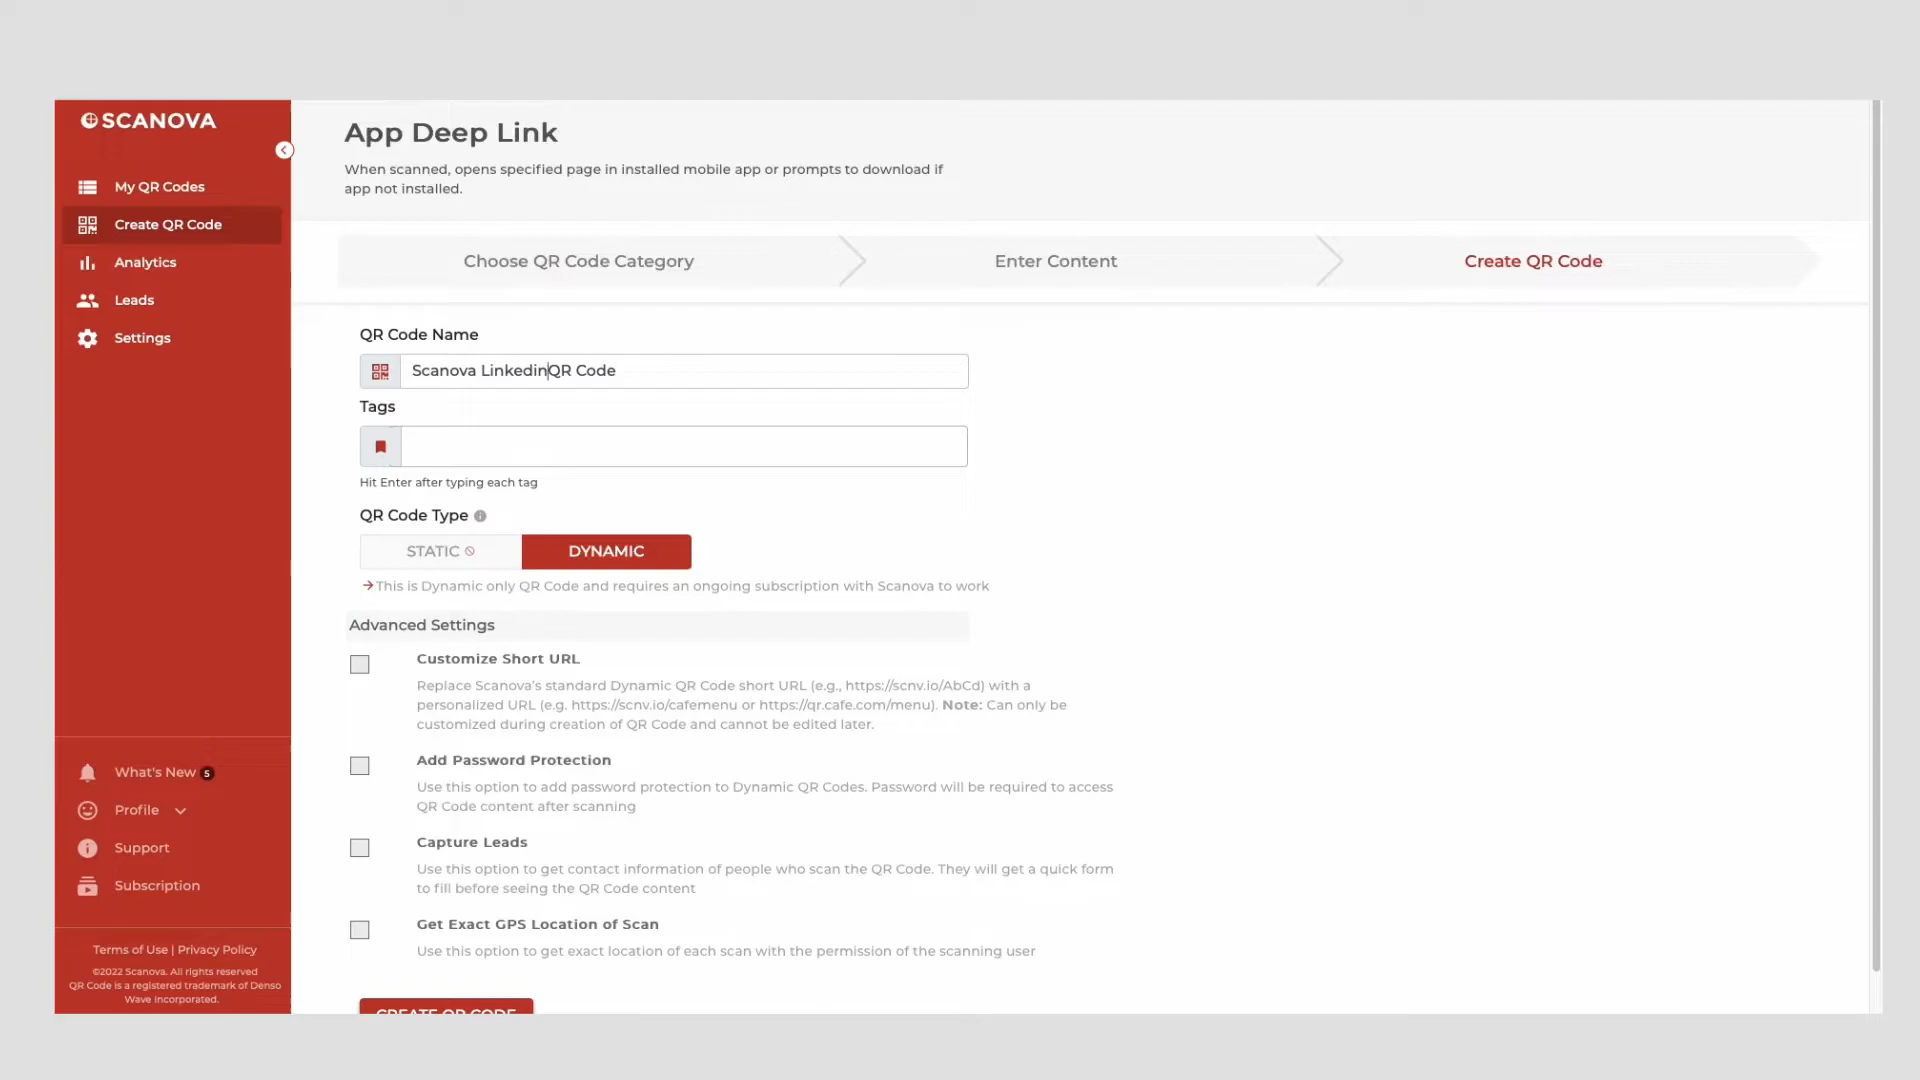 SCANOVA
My QR Codes
Create QR Code
Analytics
Leads
Settings
What's New 5
Profile
Support
Subscription
Terms of Use | Privacy Policy
©2022 Scanova. All rights reserved
QR Code is a registered trademark of Denso
Wave Incorporated.
App Deep Link
When scanned, opens specified page in installed mobile app or prompts to download if
app not installed.
Choose QR Code Category
Enter Content
Create QR Code
QR Code Name
Scanova LinkedinQR Code
Tags
Hit Enter after typing each tag
QR Code Type
STATIC
DYNAMIC
→This is Dynamic only QR Code and requires an ongoing subscription with Scanova to work
Advanced Settings
Customize Short URL
Replace Scanova's standard Dynamic QR Code short URL (e.g., https://scnv.io/AbCd) with a
personalized URL (e.g. https://scnv.io/cafemenu or https://qr.cafe.com/menu). Note: Can only be
customized during creation of QR Code and cannot be edited later.
Add Password Protection
Use this option to add password protection to Dynamic QR Codes. Password will be required to access
QR Code content after scanning
Capture Leads
Use this option to get contact information of people who scan the QR Code. They will get a quick form
to fill before seeing the QR Code content
Get Exact GPS Location of Scan
Use this option to get exact location of each scan with the permission of the scanning user
CREATE QR CODE